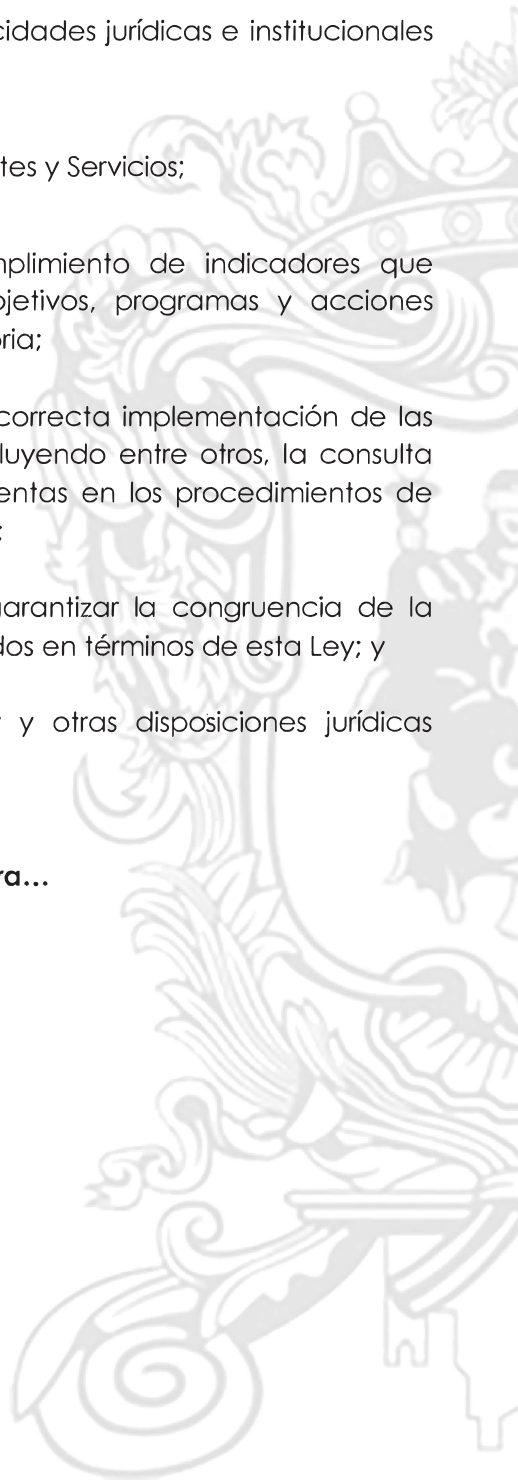 cidades jurídicas e institucionales
tes y Servicios;
mplimiento de indicadores que
ojetivos, programas y acciones
oria;
correcta implementación de las
luyendo entre otros, la consulta
entas en los procedimientos de
;
garantizar la congruencia de la
dos en términos de esta Ley; y
y otras disposiciones jurídicas
ra...